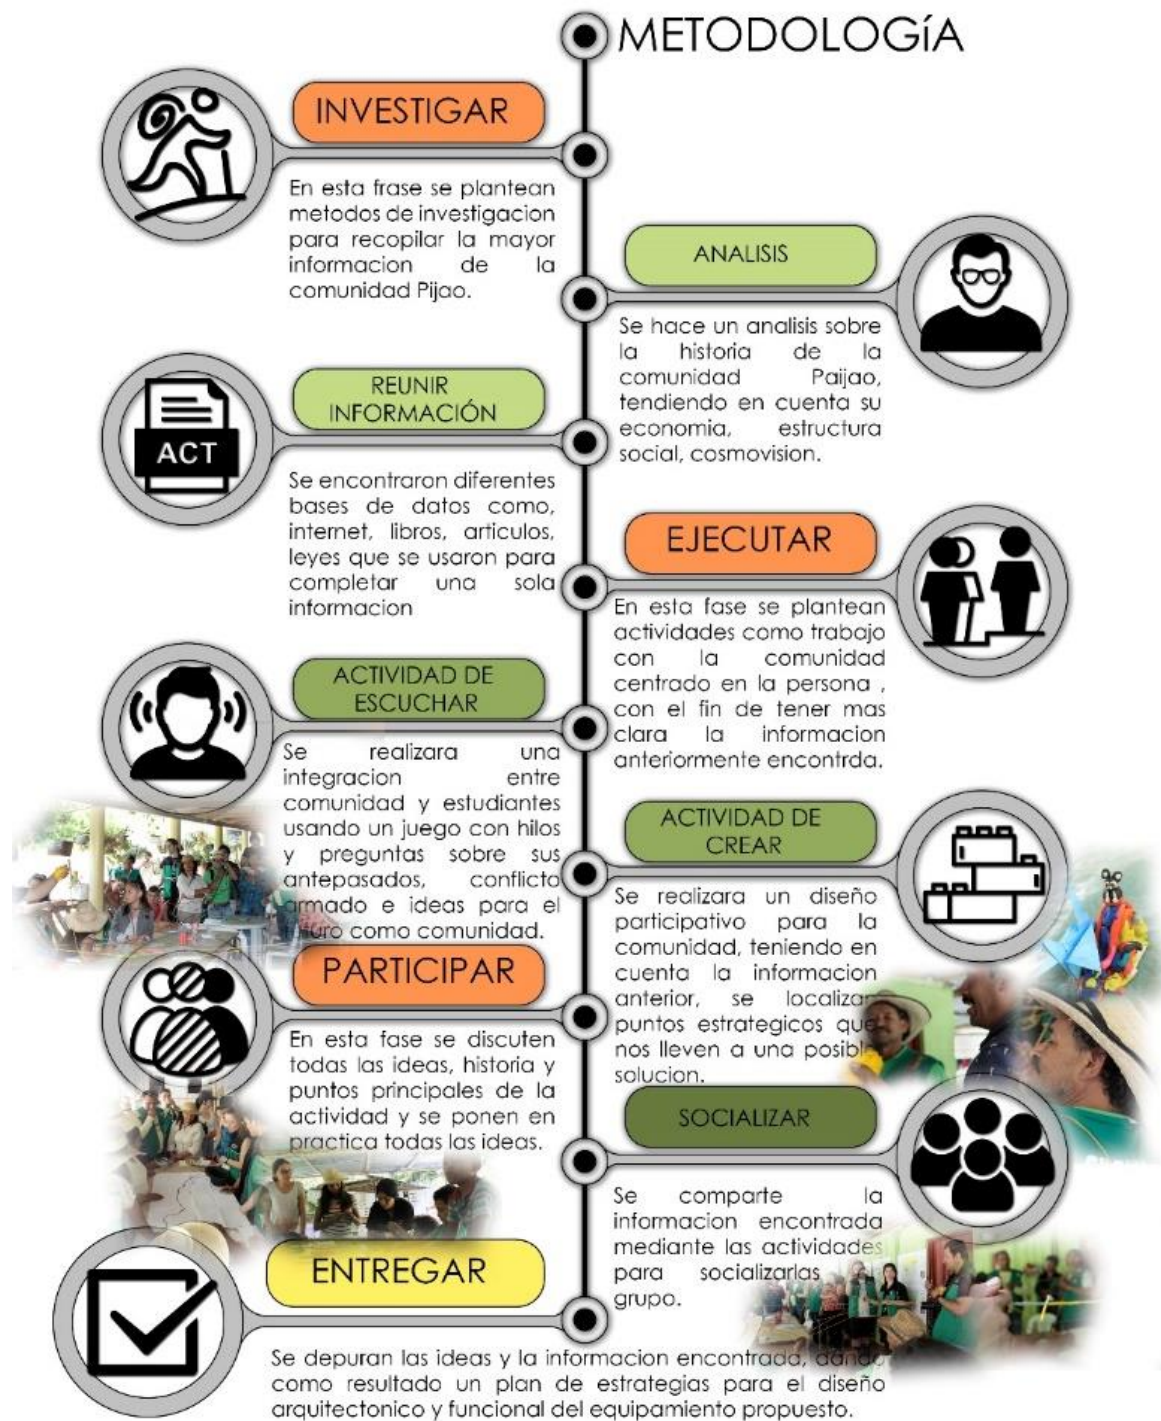 METODOLOGÍA
INVESTIGAR
En esta frase se plantean
metodos de investigacion
para recopilar la mayor
informacion de la
comunidad Pijao.
ANALISIS
Se hace un analisis sobre
la historia de la
comunidad Paijao,
tendiendo en cuenta su
economia, estructura
social, cosmovision.
REUNIR
INFORMACIÓN
ACT
Se encontraron diferentes
bases de datos como,
internet, libros, articulos,
leyes que se usaron para
completar una sola
informacion
EJECUTAR
En esta fase se plantean
actividades como trabajo
con la comunidad
centrado en la persona ,
con el fin de tener mas
clara la informacion
anteriormente encontrda.
ACTIVIDAD DE
ESCUCHAR
Se realizara una
integracion entre
comunidad y estudiantes
usando un juego con hilos
y preguntas sobre sus
antepasados, conflicto
armado e ideas para el
futuro como comunidad.
ACTIVIDAD DE
CREAR
Se realizara un diseño
participativo para la
comunidad, teniendo en
cuenta la informacion
anterior, se localizan
puntos estrategicos que
nos lleven a una posible
solucion.
PARTICIPAR
En esta fase se discuten
todas las ideas, historia y
puntos principales de la
actividad y se ponen en
practica todas las ideas.
SOCIALIZAR
Se comparte la
informacion encontrada
mediante las actividades
para socializarlas
grupo.
ENTREGAR
Se depuran las ideas y la informacion encontrada, dando
como resultado un plan de estrategias para el diseño
arquitectonico y funcional del equipamiento propuesto.